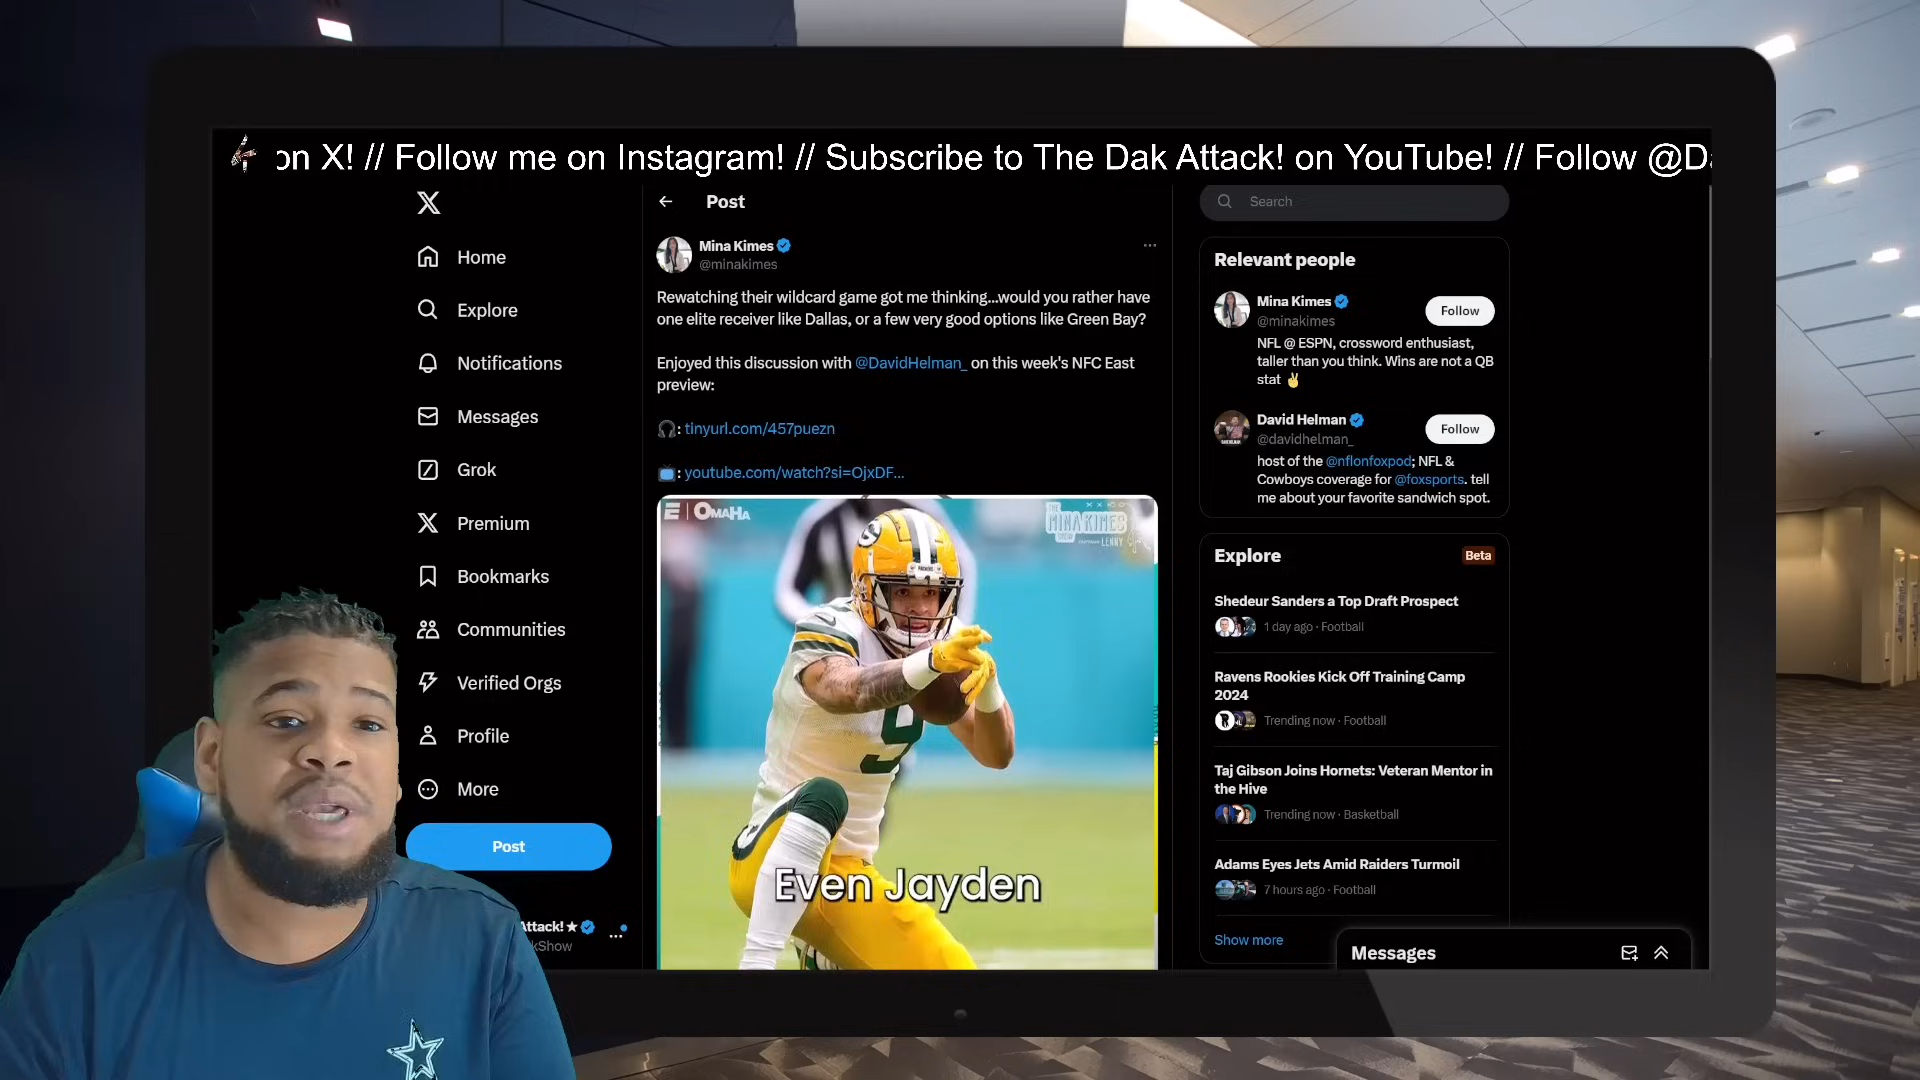 on X! // Follow me on Instagram! // Subscribe to The Dak Attack! on YouTube! // Follow
Home
Explore
Notifications
Messages
Grok
Premium
Bookmarks
Communities
Verified Orgs
Profile
More
Post
Attack!
kShow
Post
Mina Kimes
@minakimes
Rewatching their wildcard game got me thinking...would you rather have
one elite receiver like Dallas, or a few very good options like Green Bay?
Enjoyed this discussion with @DavidHelman_ on this week's NFC East
preview:
: tinyurl.com/457puezn
: youtube.com/watch?si=OjxDF...
E | OMAHA
THE
MINA KIMES
SHOW
LENNY
PACKERS
9
Even Jayden
Search
Relevant people
Mina Kimes
@minakimes
Follow
NFL @ ESPN, crossword enthusiast,
taller than you think. Wins are not a QB
stat
David Helman
@davidhelman_
Follow
host of the @nflonfoxpod; NFL &
Cowboys coverage for @foxsports. tell
me about your favorite sandwich spot.
Explore
Beta
Shedeur Sanders a Top Draft Prospect
1 day ago · Football
Ravens Rookies Kick Off Training Camp
2024
Trending now · Football
Taj Gibson Joins Hornets: Veteran Mentor in
the Hive
Trending now · Basketball
Adams Eyes Jets Amid Raiders Turmoil
7 hours ago · Football
Show more
Messages